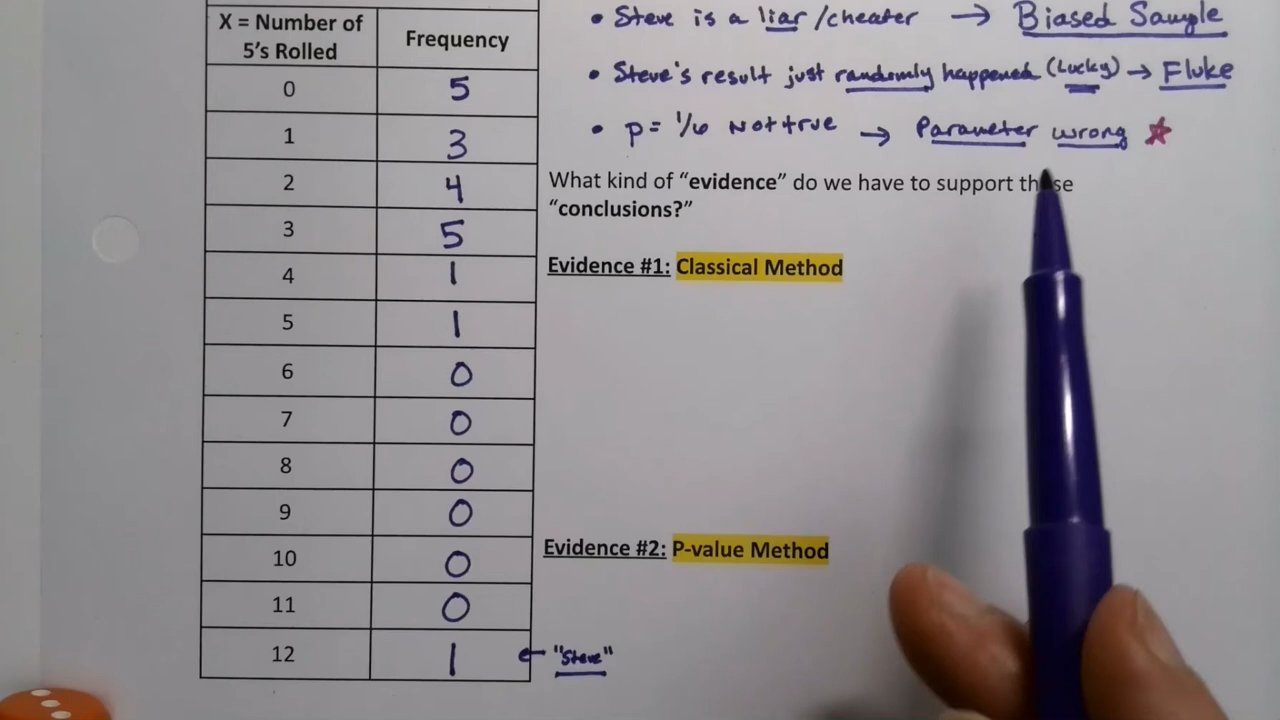 • Steve is a liar/cheater → Biased Sample
• Steve's result just randomly happened (Lucky) → Fluke
• p = 1/6 Not true → Parameter wrong
What kind of "evidence" do we have to support
"conclusions?"
Evidence #1: Classical Method
Evidence #2: P-value Method
X = Number of 5's Rolled Frequency
0 5
1 3
2 4
3 5
4 1
5 1
6 0
7 0
8 0
9 0
10 0
11 0
12 1 ← "Steve"